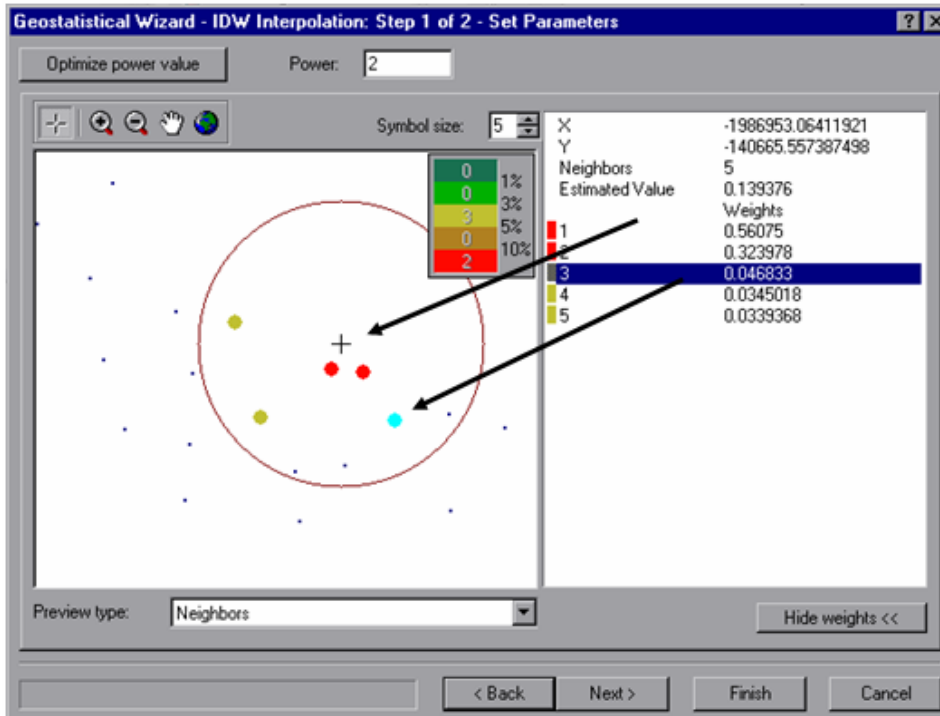 Geostatistical Wizard - IDW Interpolation: Step 1 of 2 - Set Parameters
Optimize power value Power: 2
Symbol size: 5
0
0
3
0
2
1%
3%
5%
10%
X -1986953.06411921
Y -140665.557387498
Neighbors 5
Estimated Value 0.139376
Weights
1 0.56075
2 0.323978
3 0.046833
4 0.0345018
5 0.0339368
Preview type: Neighbors
Hide weights <<
< Back Next > Finish Cancel